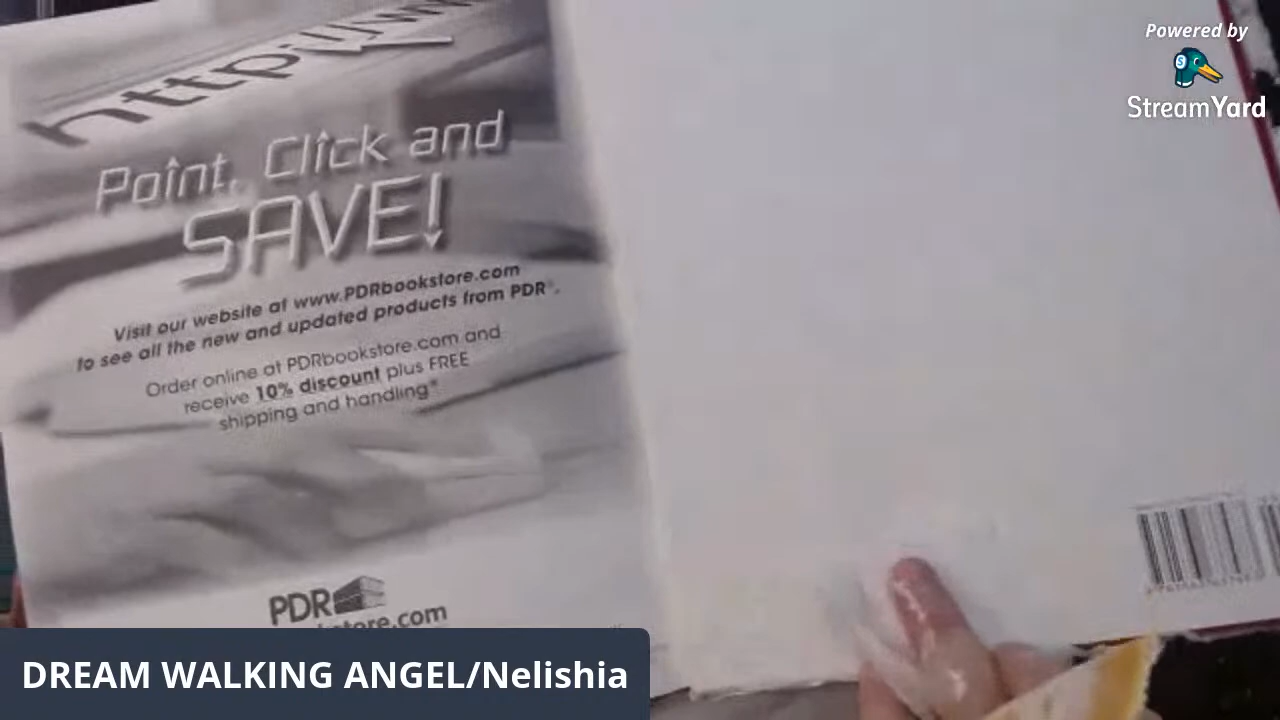 Powered by
StreamYard
http://ww
Point, Click and
SAVE!
Visit our website at www.PDRbookstore.com
to see all the new and updated products from PDR®.
Order online at PDRbookstore.com and
receive 10% discount plus FREE
shipping and handling*
PDR
store.com
DREAM WALKING ANGEL/Nelishia